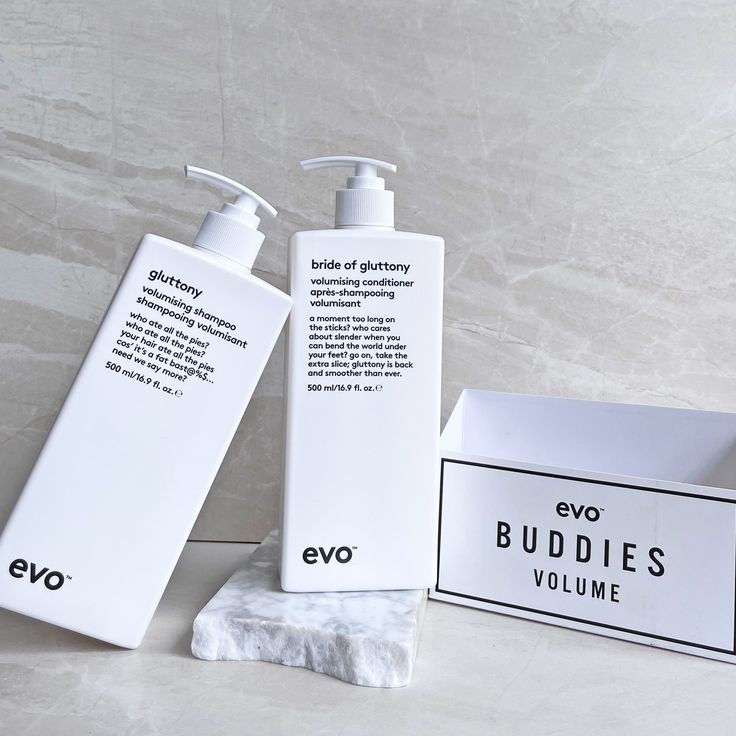 gluttony
volumising shampoo
shampooing volumisant
who ate all the pies?
who ate all the pies?
your hair ate all the pies
cos' it's a fat bast@%$...
need we say more?
500 ml/16.9 fl. oz.℮
evo™
bride of gluttony
volumising conditioner
après-shampooing
volumisant
a moment too long on
the sticks? who cares
about slender when you
can bend the world under
your feet? go on, take the
extra slice; gluttony is back
and smoother than ever.
500 ml/16.9 fl. oz.℮
evo™
evo™
BUDDIES™
VOLUME